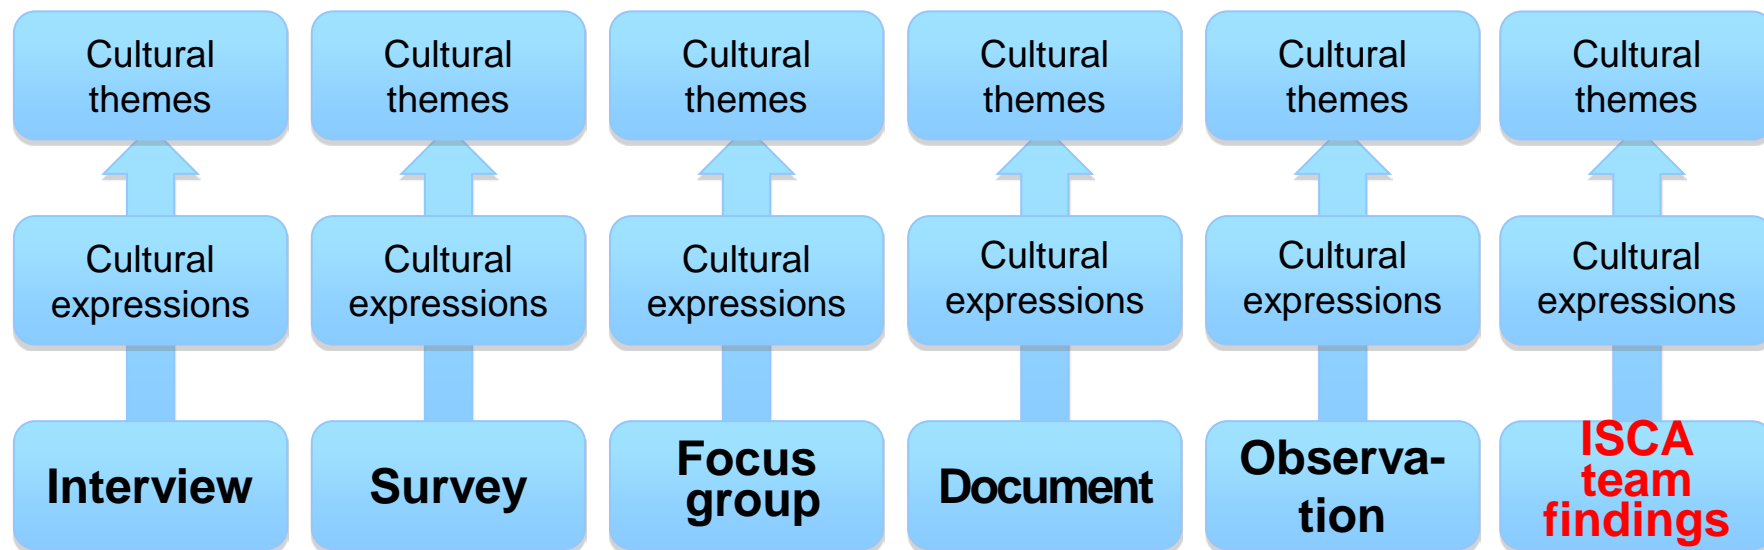 Cultural
themes
Cultural
themes
Cultural
themes
Cultural
themes
Cultural
themes
Cultural
themes
Cultural
expressions
Cultural
expressions
Cultural
expressions
Cultural
expressions
Cultural
expressions
Cultural
expressions
Interview
Survey
Focus
group
Document
Observa-
tion
ISCA
team
findings